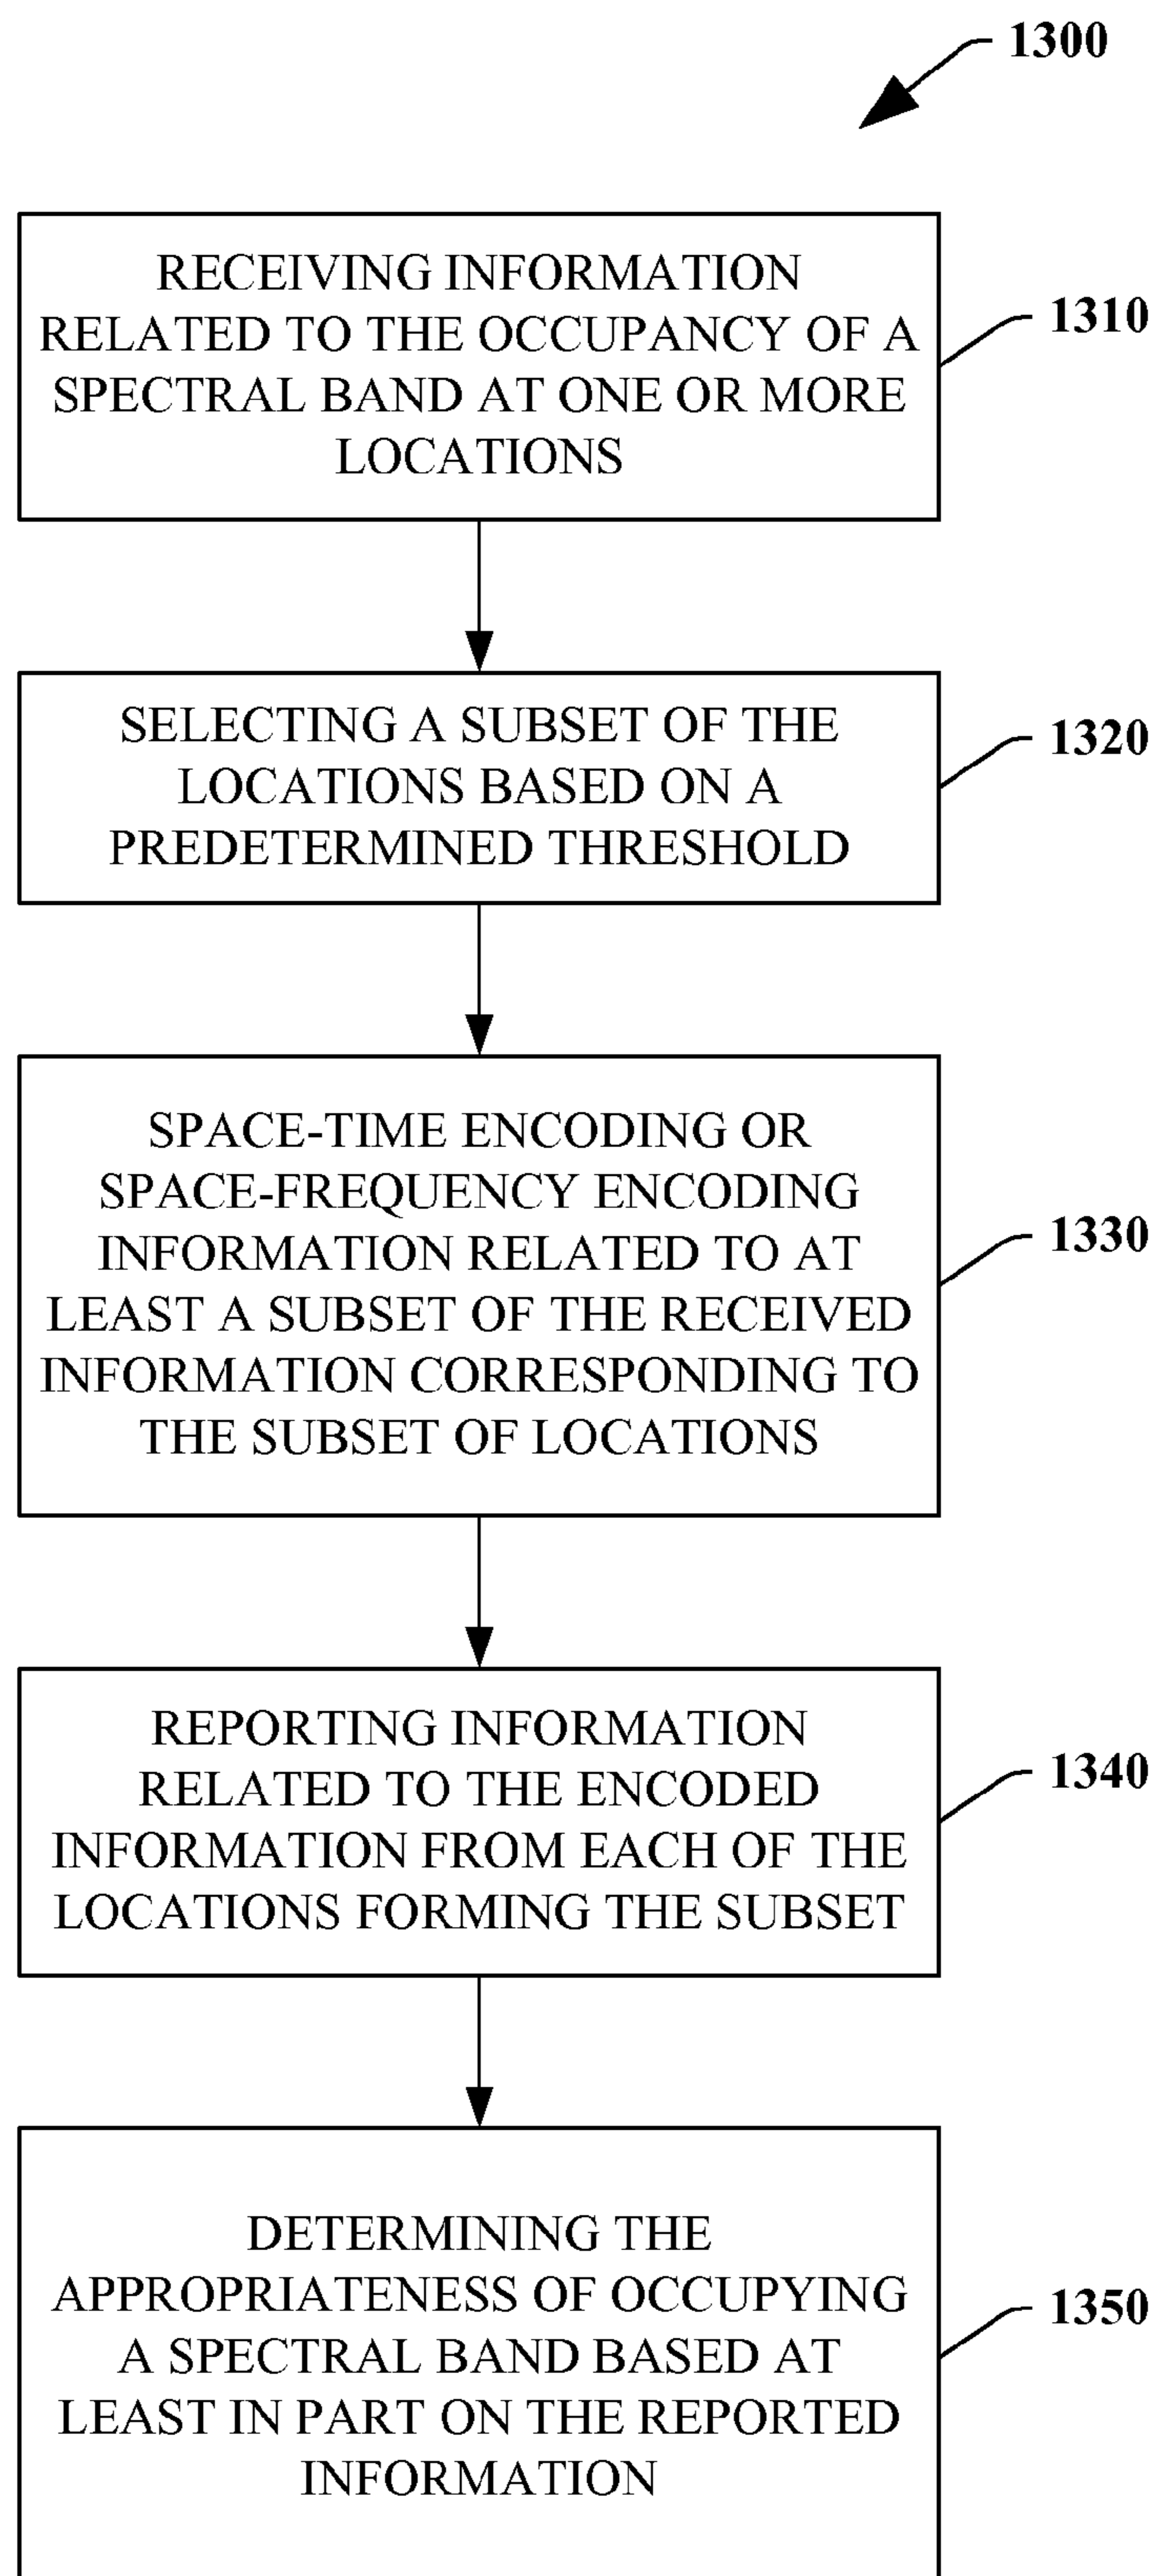 1300
RECEIVING INFORMATION
RELATED TO THE OCCUPANCY OF A
SPECTRAL BAND AT ONE OR MORE
LOCATIONS
1310
SELECTING A SUBSET OF THE
LOCATIONS BASED ON A
PREDETERMINED THRESHOLD
1320
SPACE-TIME ENCODING OR
SPACE-FREQUENCY ENCODING
INFORMATION RELATED TO AT
LEAST A SUBSET OF THE RECEIVED
INFORMATION CORRESPONDING TO
THE SUBSET OF LOCATIONS
1330
REPORTING INFORMATION
RELATED TO THE ENCODED
INFORMATION FROM EACH OF THE
LOCATIONS FORMING THE SUBSET
1340
DETERMINING THE
APPROPRIATENESS OF OCCUPYING
A SPECTRAL BAND BASED AT
LEAST IN PART ON THE REPORTED
INFORMATION
1350